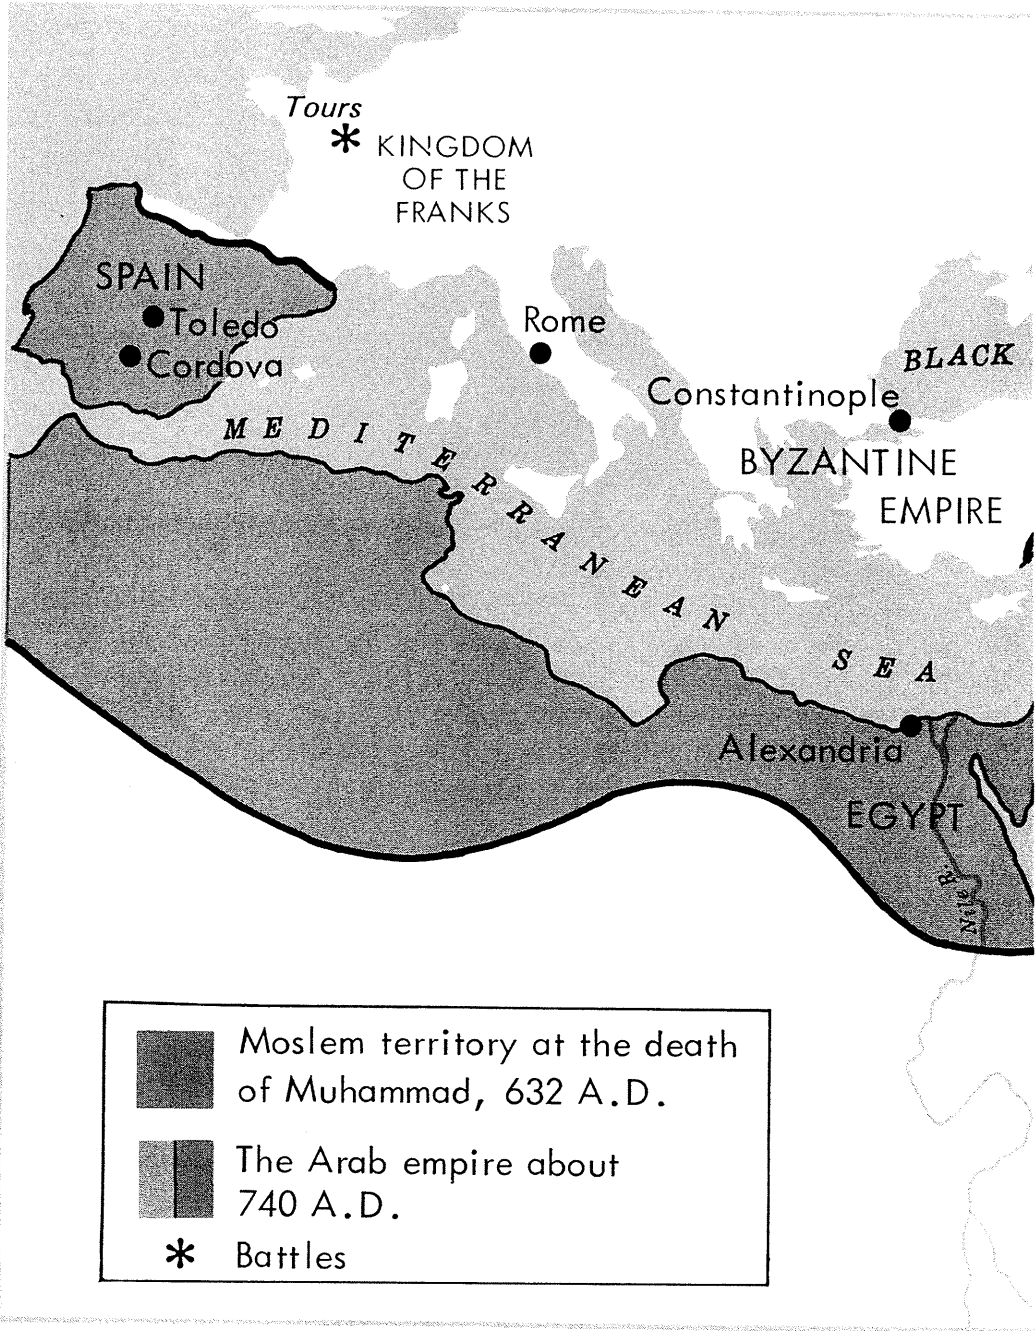 Tours
KINGDOM
OF THE
FRANKS
SPAIN
Toledo
Cordova
Rome
BLACK
Constantinople
MEDITERRANEAN SEA
BYZANTINE
EMPIRE
Alexandria
EGYPT
Nile R.
Moslem territory at the death
of Muhammad, 632 A.D.
The Arab empire about
740 A.D.
Battles